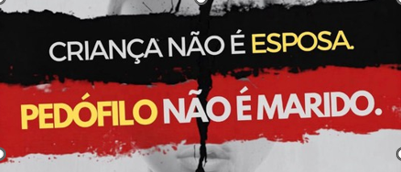 CRIANÇA NÃO É ESPOSA.
PEDÓFILO NÃO É MARIDO.